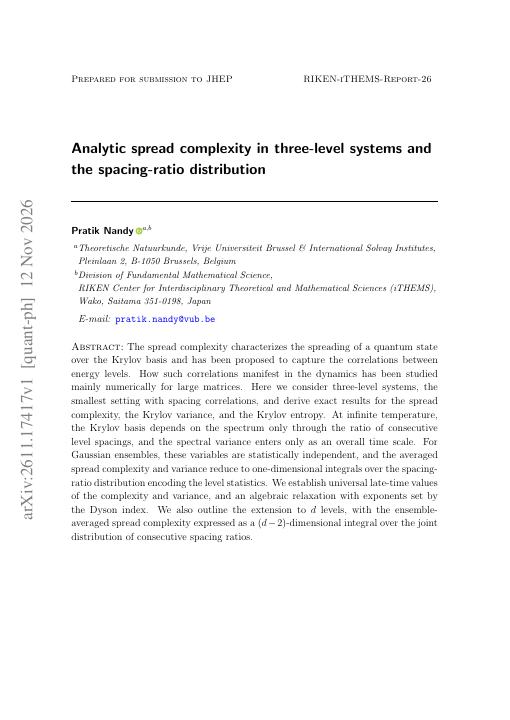 PREPARED FOR SUBMISSION TO JHEP
RIKEN-iTHEMS-Report-26
Analytic spread complexity in three-level systems and
the spacing-ratio distribution
Pratik Nandy a,b
a Theoretische Natuurkunde, Vrije Universiteit Brussel & International Solvay Institutes,
Pleinlaan 2, B-1050 Brussels, Belgium
b Division of Fundamental Mathematical Science,
RIKEN Center for Interdisciplinary Theoretical and Mathematical Sciences (iTHEMS),
Wako, Saitama 351-0198, Japan
E-mail: pratik.nandy@vub.be
ABSTRACT: The spread complexity characterizes the spreading of a quantum state
over the Krylov basis and has been proposed to capture the correlations between
energy levels. How such correlations manifest in the dynamics has been studied
mainly numerically for large matrices. Here we consider three-level systems, the
smallest setting with spacing correlations, and derive exact results for the spread
complexity, the Krylov variance, and the Krylov entropy. At infinite temperature,
the Krylov basis depends on the spectrum only through the ratio of consecutive
level spacings, and the spectral variance enters only as an overall time scale. For
Gaussian ensembles, these variables are statistically independent, and the averaged
spread complexity and variance reduce to one-dimensional integrals over the spacing-
ratio distribution encoding the level statistics. We establish universal late-time values
of the complexity and variance, and an algebraic relaxation with exponents set by
the Dyson index. We also outline the extension to d levels, with the ensemble-
averaged spread complexity expressed as a (d − 2)-dimensional integral over the joint
distribution of consecutive spacing ratios.
arXiv:2611.17417v1 [quant-ph] 12 Nov 2026